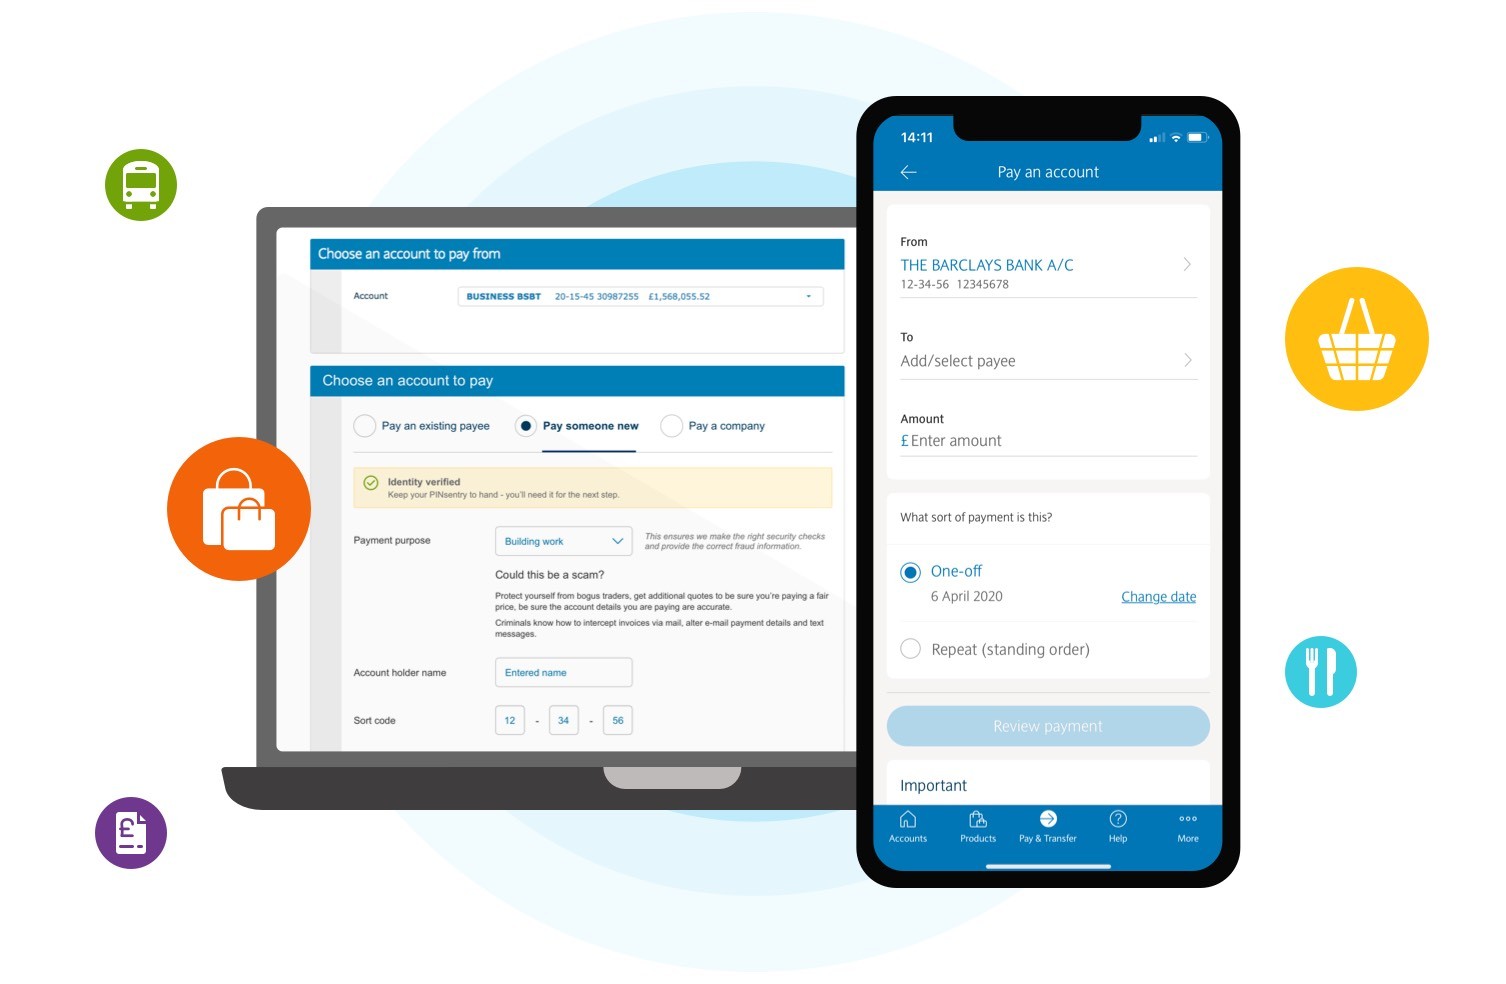 Choose an account to pay from
Account
BUSINESS BSBT 20-15-45 30987255 £1,568,055.52
Choose an account to pay
Pay an existing payee
Pay someone new
Pay a company
Identity verified
Keep your PINsentry to hand - you'll need it for the next step.
Payment purpose
Building work
This ensures we make the right security checks
and provide the correct fraud information.
Could this be a scam?
Protect yourself from bogus traders, get additional quotes to be sure you're paying a fair
price, be sure the account details you are paying are accurate.
Criminals know how to intercept invoices via mail, alter e-mail payment details and text
messages.
Account holder name
Entered name
Sort code
12 - 34 - 56
£
14:11
Pay an account
From
THE BARCLAYS BANK A/C
12-34-56 12345678
To
Add/select payee
Amount
£ Enter amount
What sort of payment is this?
One-off
6 April 2020
Change date
Repeat (standing order)
Review payment
Important
Accounts
Products
Pay & Transfer
Help
More